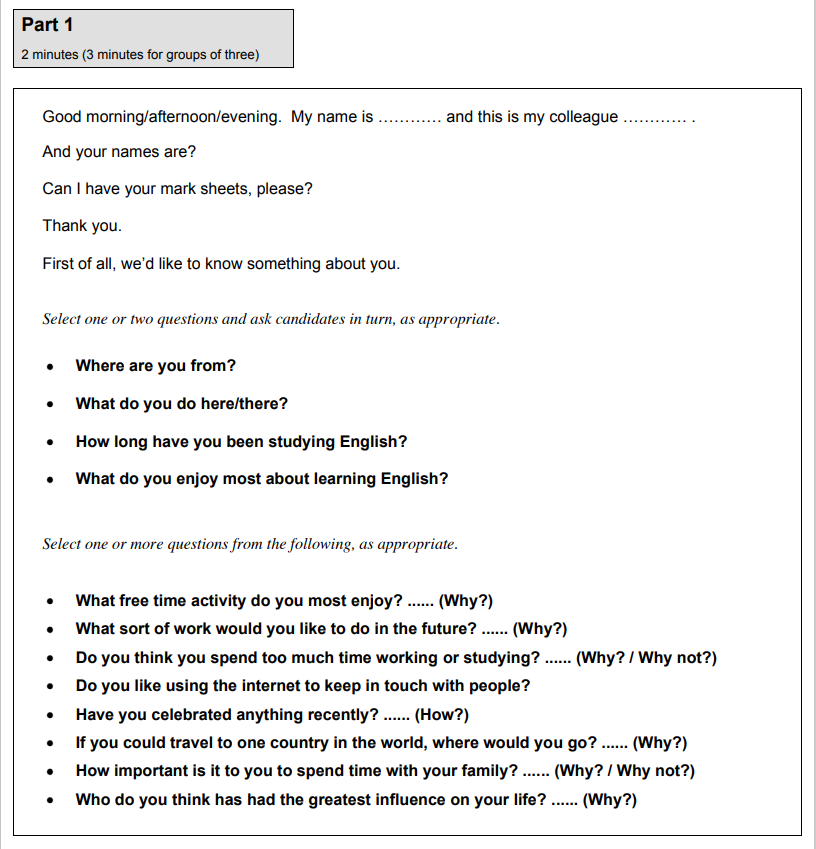 Part 1
2 minutes (3 minutes for groups of three)
Good morning/afternoon/evening. My name is ………… and this is my colleague ………… .
And your names are?
Can I have your mark sheets, please?
Thank you.
First of all, we’d like to know something about you.
Select one or two questions and ask candidates in turn, as appropriate.
• Where are you from?
• What do you do here/there?
• How long have you been studying English?
• What do you enjoy most about learning English?
Select one or more questions from the following, as appropriate.
• What free time activity do you most enjoy? ...... (Why?)
• What sort of work would you like to do in the future? ...... (Why?)
• Do you think you spend too much time working or studying? ...... (Why? / Why not?)
• Do you like using the internet to keep in touch with people?
• Have you celebrated anything recently? ...... (How?)
• If you could travel to one country in the world, where would you go? ...... (Why?)
• How important is it to you to spend time with your family? ...... (Why? / Why not?)
• Who do you think has had the greatest influence on your life? ...... (Why?)